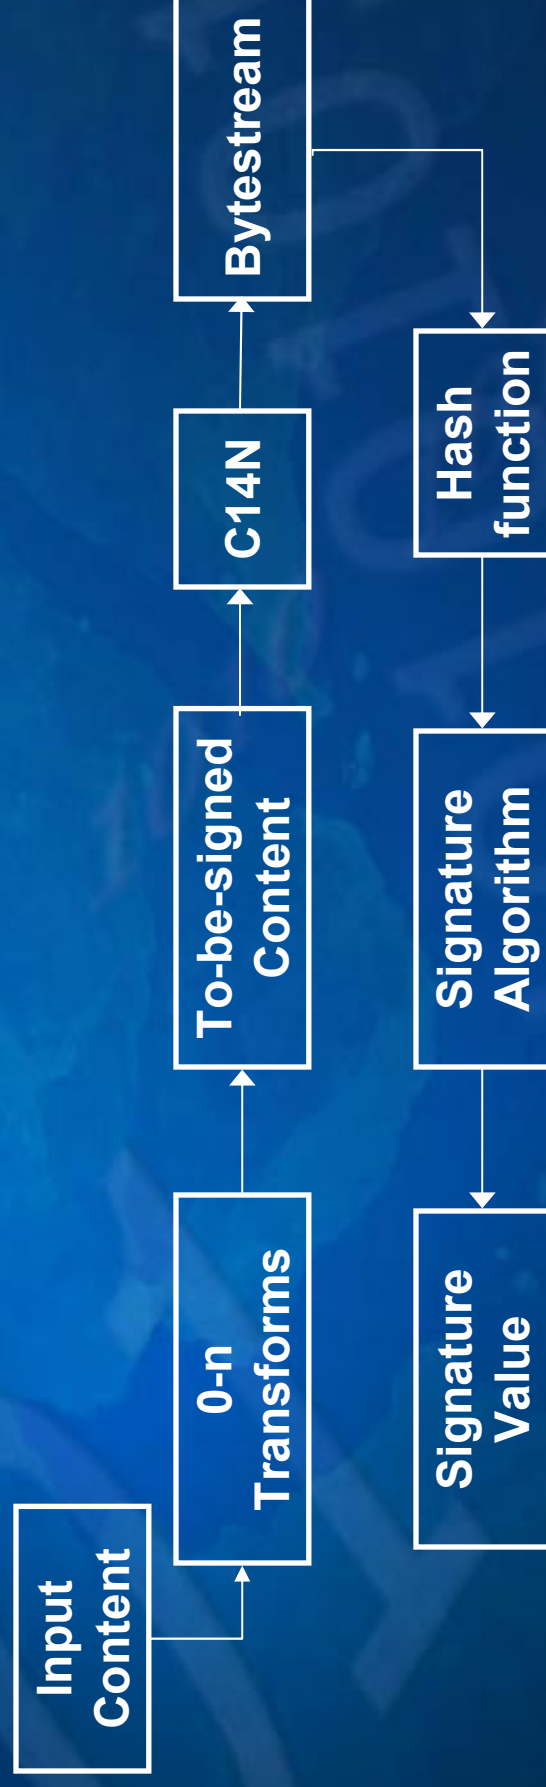 Input
Content
0-n
Transforms
To-be-signed
Content
C14N
Bytestream
Hash
function
Signature
Algorithm
Signature
Value